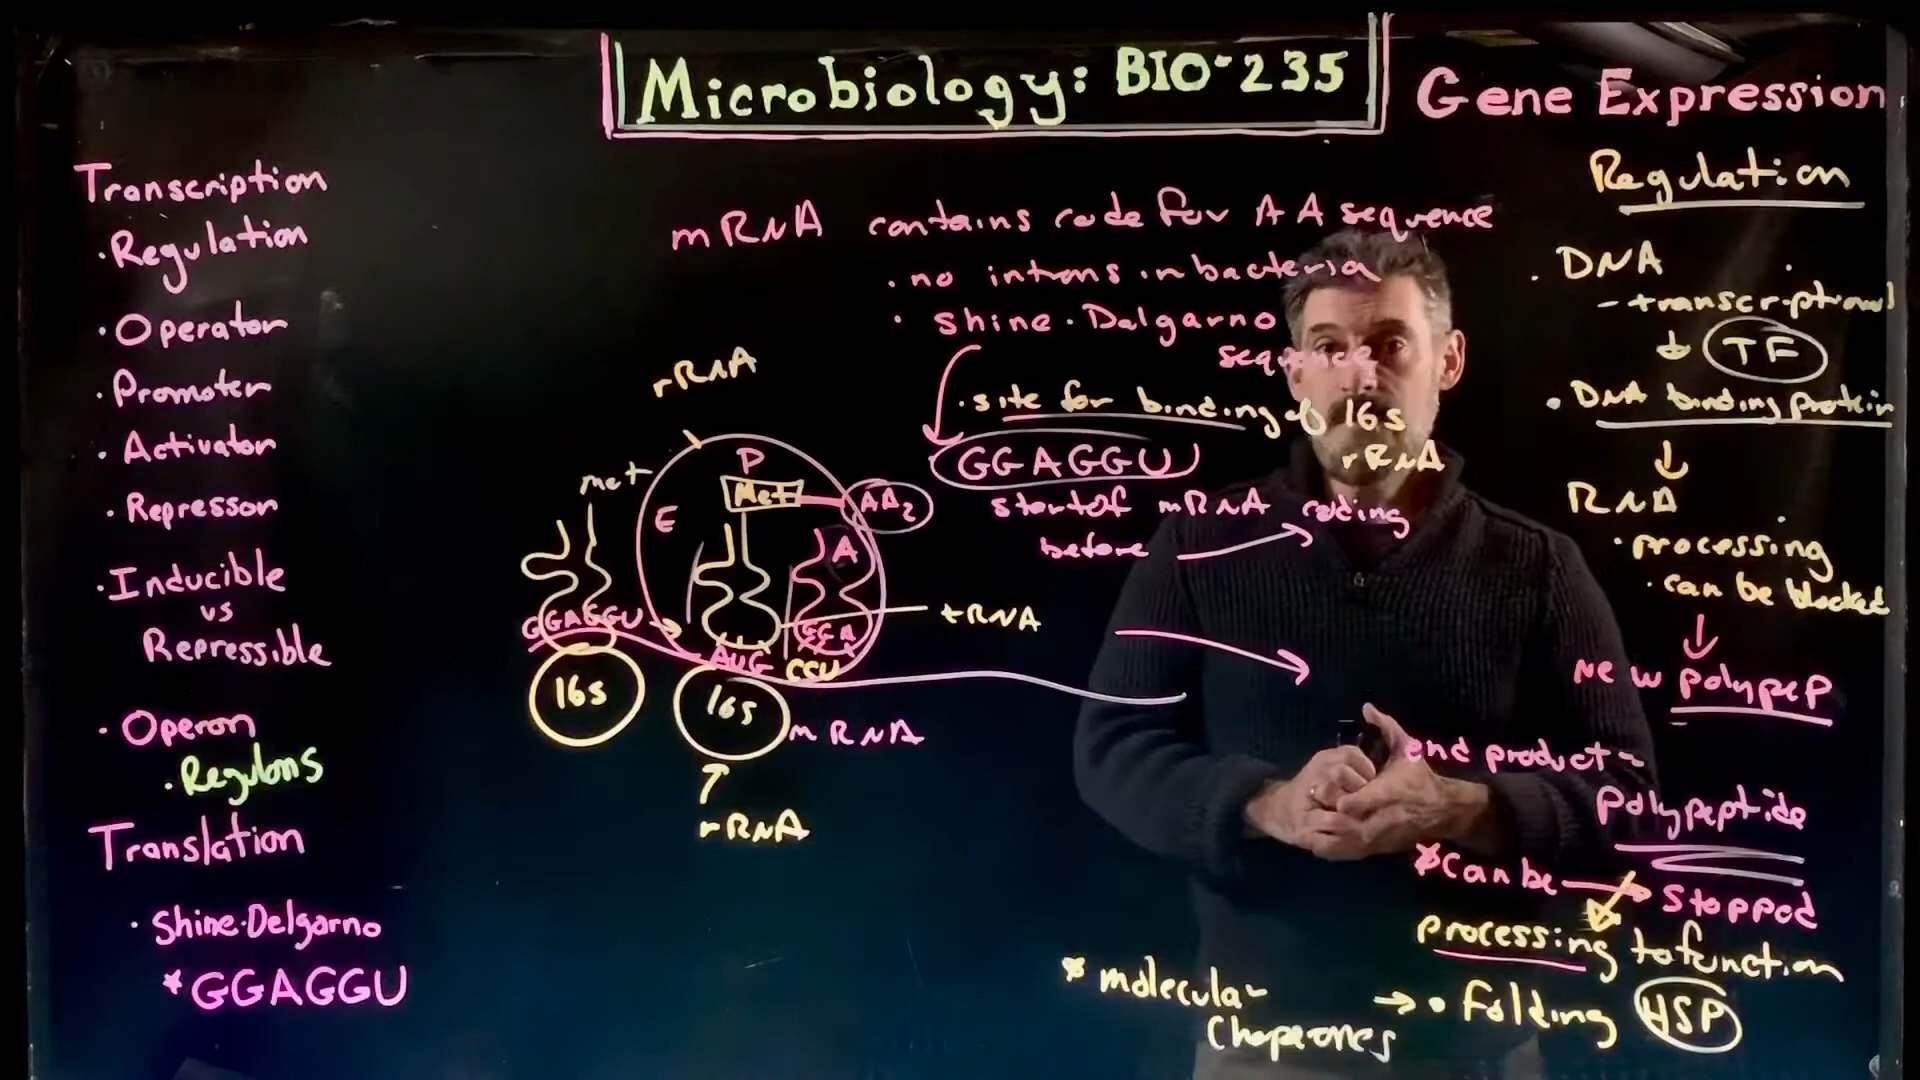 Microbiology: BIO-235
Gene Expression
Transcription
• Regulation
• Operator
• Promoter
• Activator
• Repressor
• Inducible
vs
Repressible
• Operon
• Regulons
Translation
• Shine-Delgarno
* GGAGGU
mRNA contains code for AA sequence
• no introns in bacteria
• Shine-Dalgarno
sequence
• site for binding of 16s
rRNA
GGAGGU
start of mRNA coding
before
rRNA
met
P
Met
AA2
E
A
GGAGGU
GGA
AUG CCU
tRNA
16s
16s
mRNA
rRNA
Regulation
• DNA
- transcriptional
TF
• DNA binding protein
RNA
• processing
• can be blocked
New polypep
end product -
polypeptide
* Can be → stopped
processing to function
* molecular
Chaperones
→ • Folding HSP